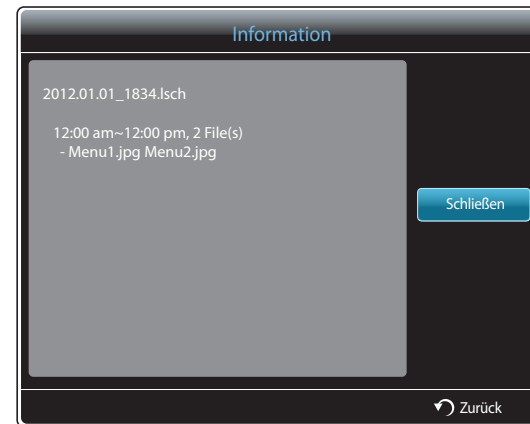 Information
2012.01.01_1834.lsch
12:00 am~12:00 pm, 2 File(s)
- Menu1.jpg Menu2.jpg
Schließen
Zurück